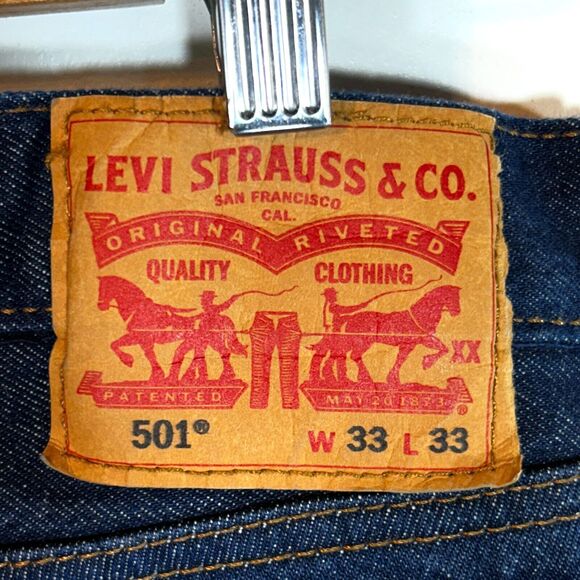 LEVI STRAUSS & CO.
SAN FRANCISCO
CAL.
ORIGINAL RIVETED
QUALITY CLOTHING
XX
PATENTED MAY 20 1873 ®
501® W 33 L 33